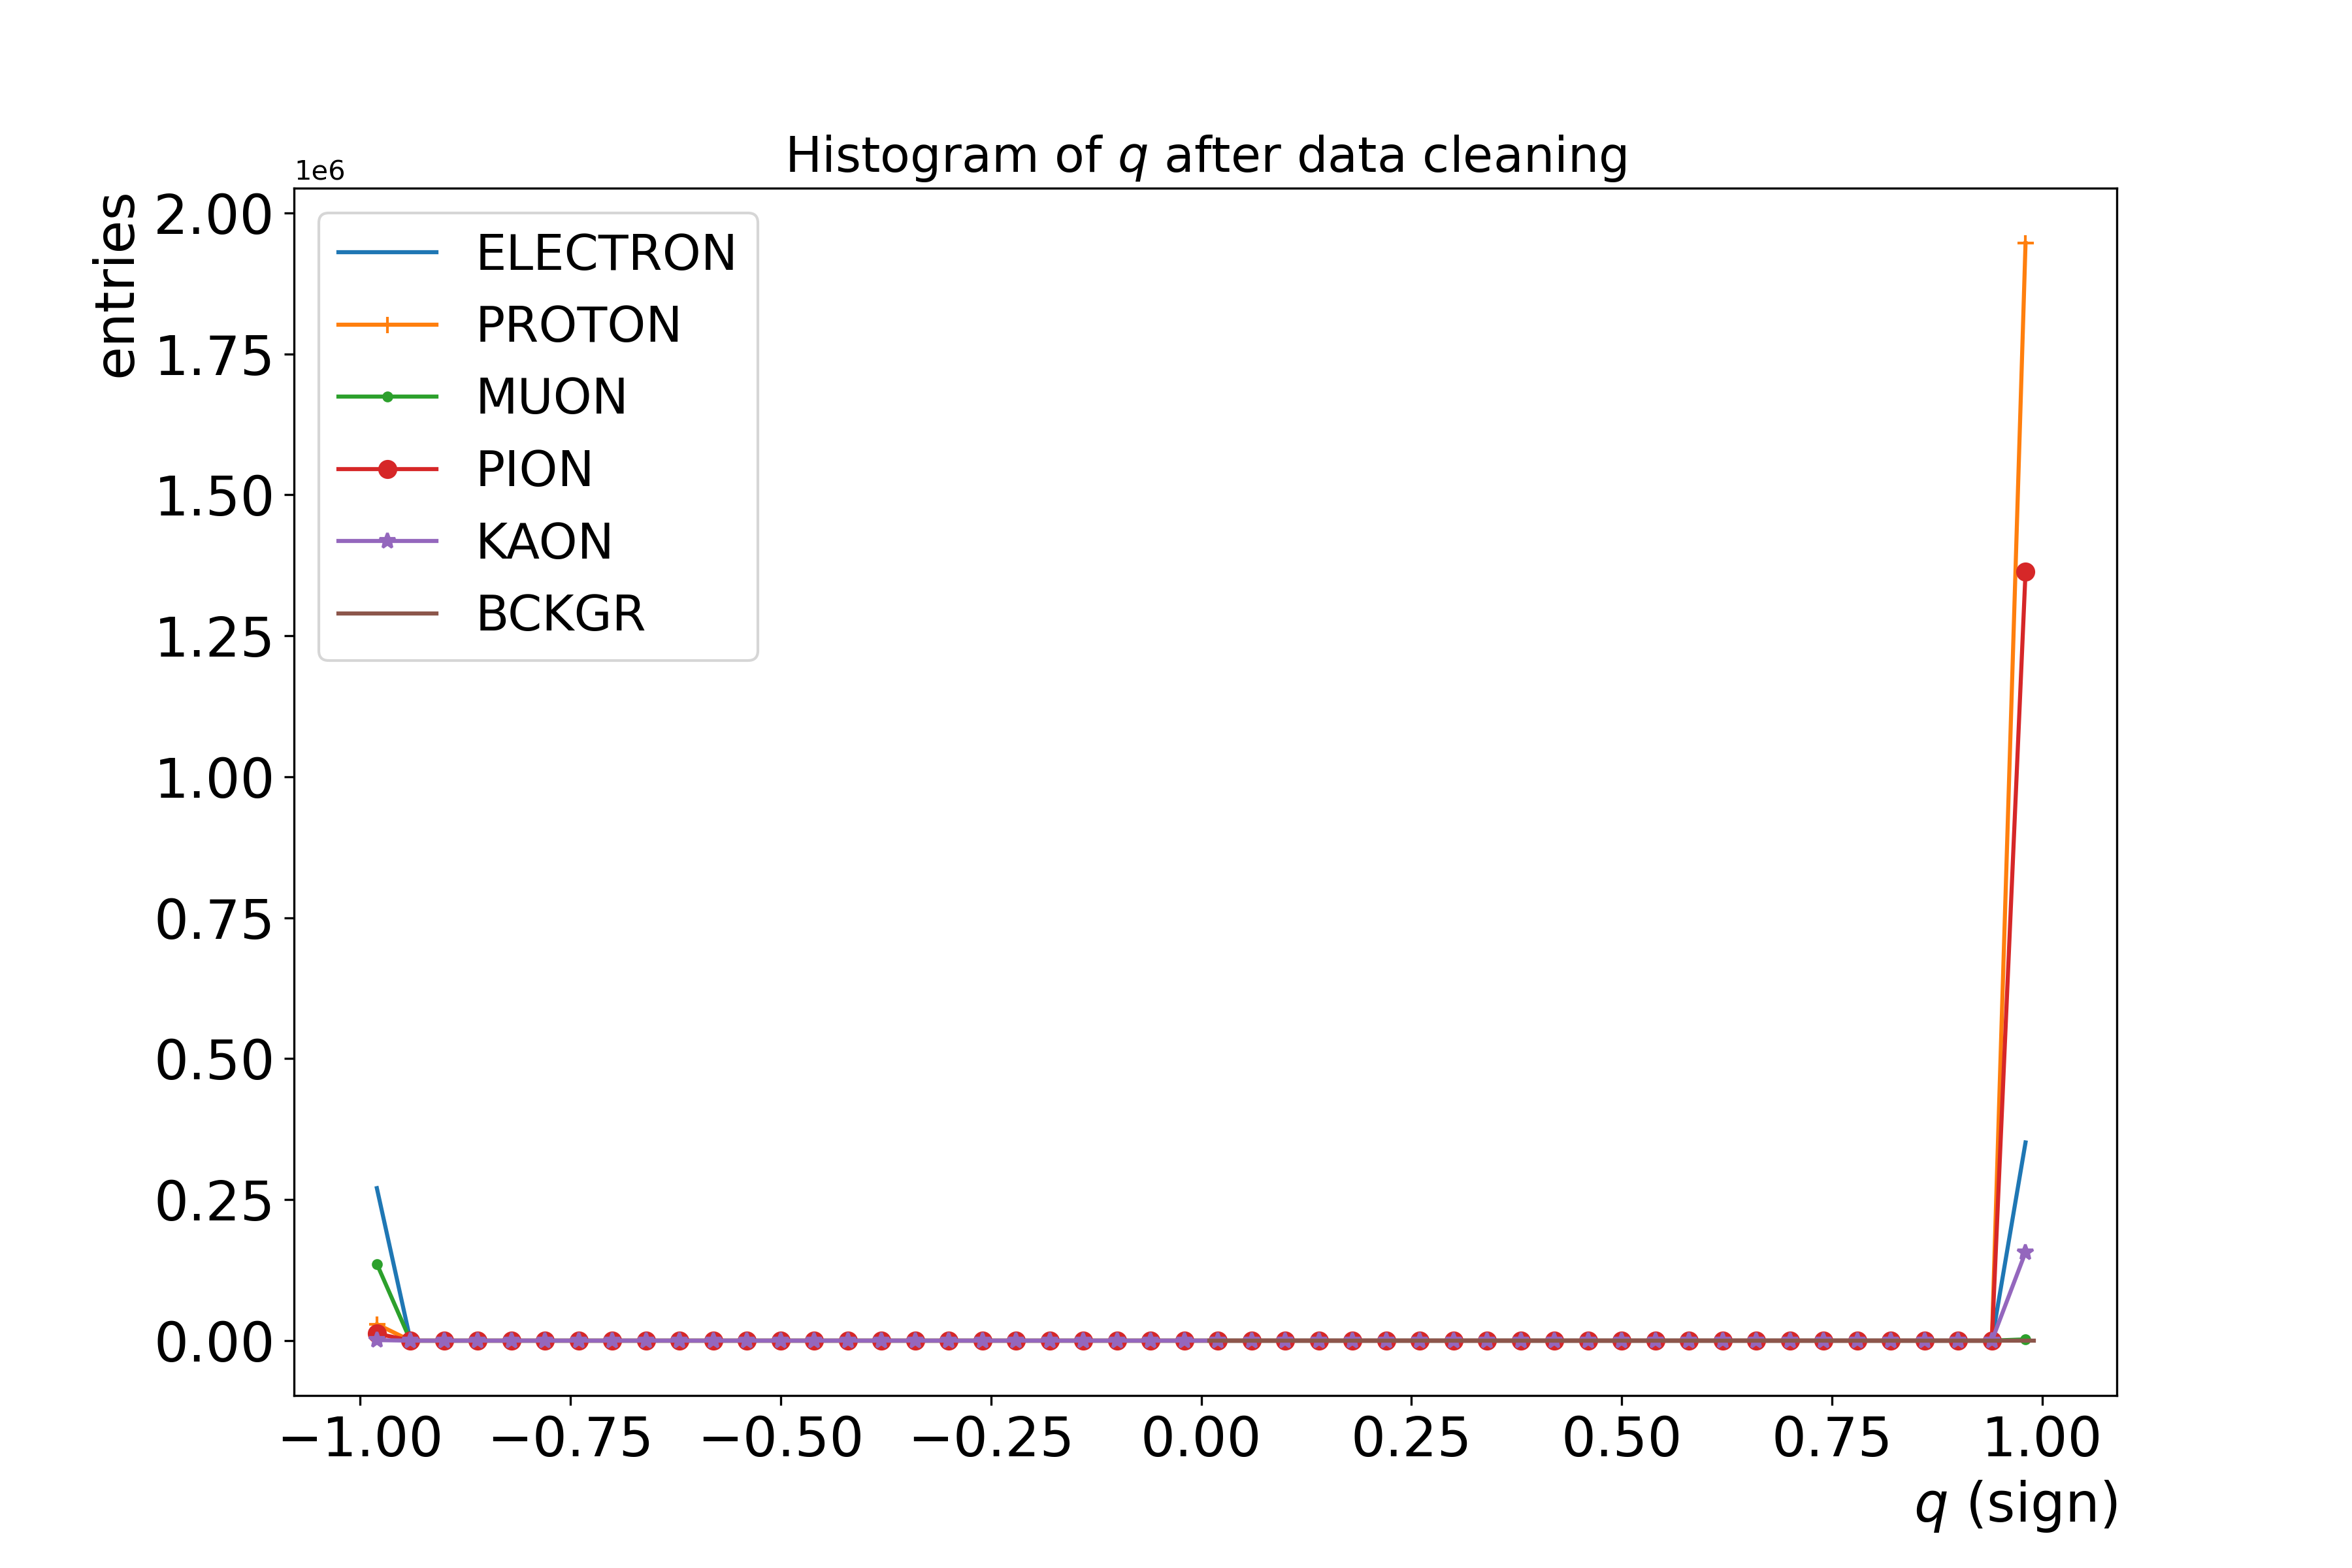 Histogram of q after data cleaning
1e6
entries
2.00
1.75
1.50
1.25
1.00
0.75
0.50
0.25
0.00
ELECTRON
PROTON
MUON
PION
KAON
BCKGR
−1.00 −0.75 −0.50 −0.25 0.00 0.25 0.50 0.75 1.00
q (sign)